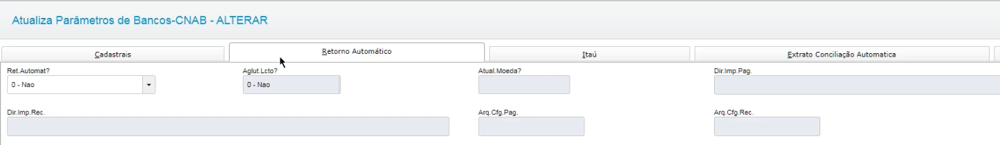 Atualiza Parâmetros de Bancos-CNAB - ALTERAR
Cadastrais
Retorno Automático
Itaú
Extrato Conciliação Automatica
Ret.Automat?
Aglut.Lcto?
Atual.Moeda?
Dir.Imp.Pag.
0 - Nao
0 - Nao
Dir.Imp.Rec.
Arq.Cfg.Pag.
Arq.Cfg.Rec.